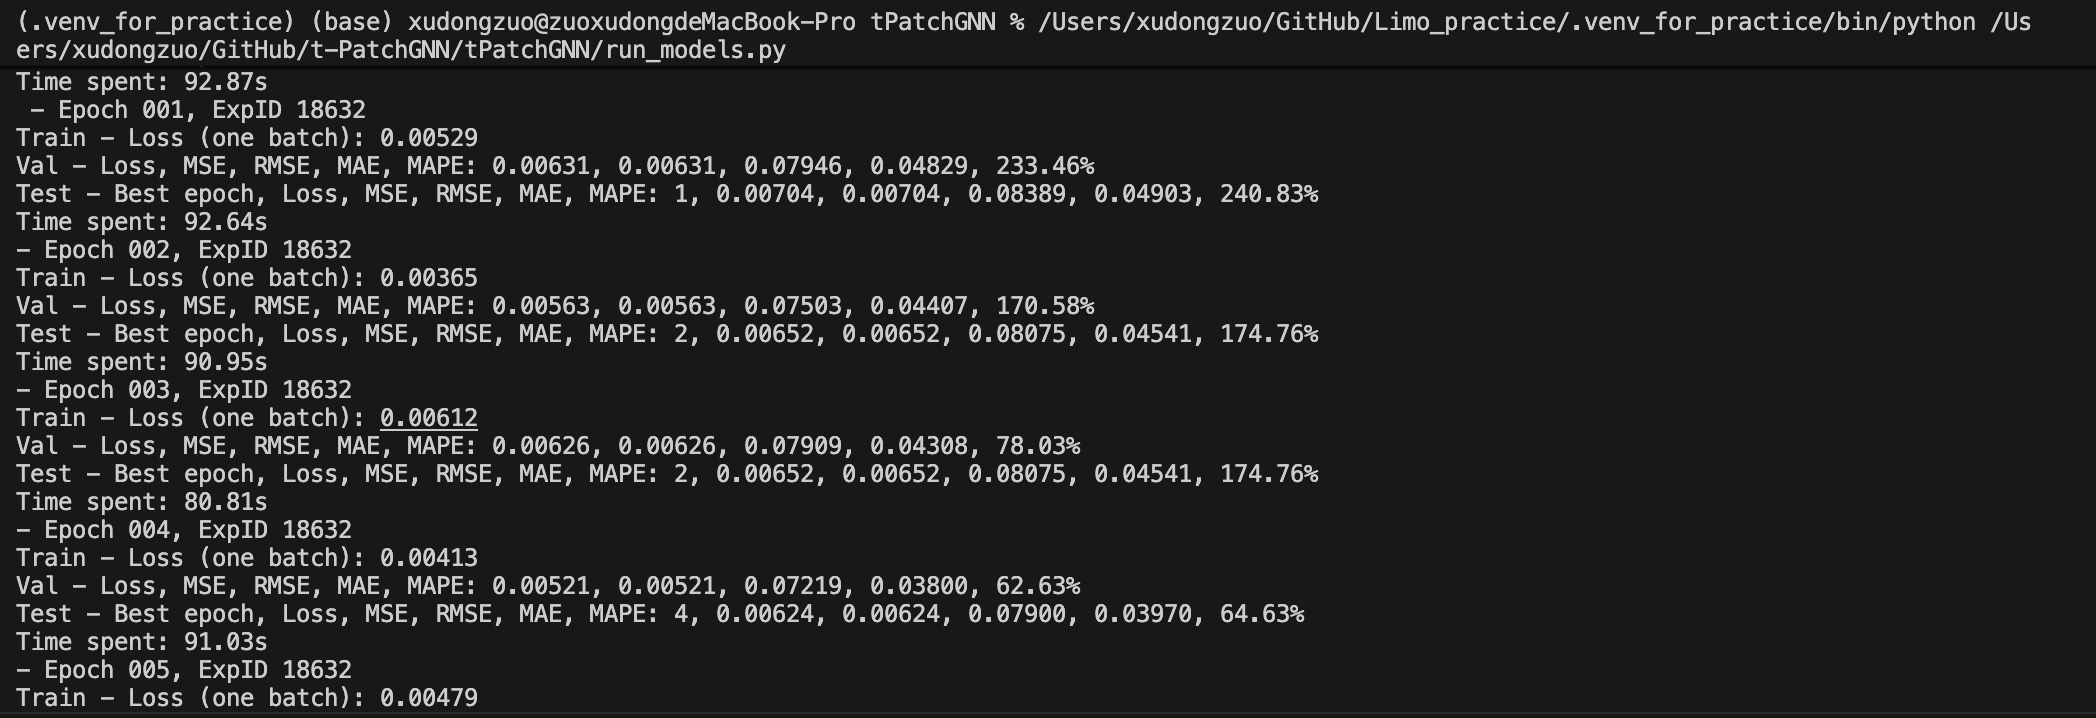 (.venv_for_practice) (base) xudongzuo@zuoxudongdeMacBook-Pro tPatchGNN % /Users/xudongzuo/GitHub/Limo_practice/.venv_for_practice/bin/python /Us
ers/xudongzuo/GitHub/t-PatchGNN/tPatchGNN/run_models.py
Time spent: 92.87s
 - Epoch 001, ExpID 18632
Train - Loss (one batch): 0.00529
Val - Loss, MSE, RMSE, MAE, MAPE: 0.00631, 0.00631, 0.07946, 0.04829, 233.46%
Test - Best epoch, Loss, MSE, RMSE, MAE, MAPE: 1, 0.00704, 0.00704, 0.08389, 0.04903, 240.83%
Time spent: 92.64s
- Epoch 002, ExpID 18632
Train - Loss (one batch): 0.00365
Val - Loss, MSE, RMSE, MAE, MAPE: 0.00563, 0.00563, 0.07503, 0.04407, 170.58%
Test - Best epoch, Loss, MSE, RMSE, MAE, MAPE: 2, 0.00652, 0.00652, 0.08075, 0.04541, 174.76%
Time spent: 90.95s
- Epoch 003, ExpID 18632
Train - Loss (one batch): 0.00612
Val - Loss, MSE, RMSE, MAE, MAPE: 0.00626, 0.00626, 0.07909, 0.04308, 78.03%
Test - Best epoch, Loss, MSE, RMSE, MAE, MAPE: 2, 0.00652, 0.00652, 0.08075, 0.04541, 174.76%
Time spent: 80.81s
- Epoch 004, ExpID 18632
Train - Loss (one batch): 0.00413
Val - Loss, MSE, RMSE, MAE, MAPE: 0.00521, 0.00521, 0.07219, 0.03800, 62.63%
Test - Best epoch, Loss, MSE, RMSE, MAE, MAPE: 4, 0.00624, 0.00624, 0.07900, 0.03970, 64.63%
Time spent: 91.03s
- Epoch 005, ExpID 18632
Train - Loss (one batch): 0.00479